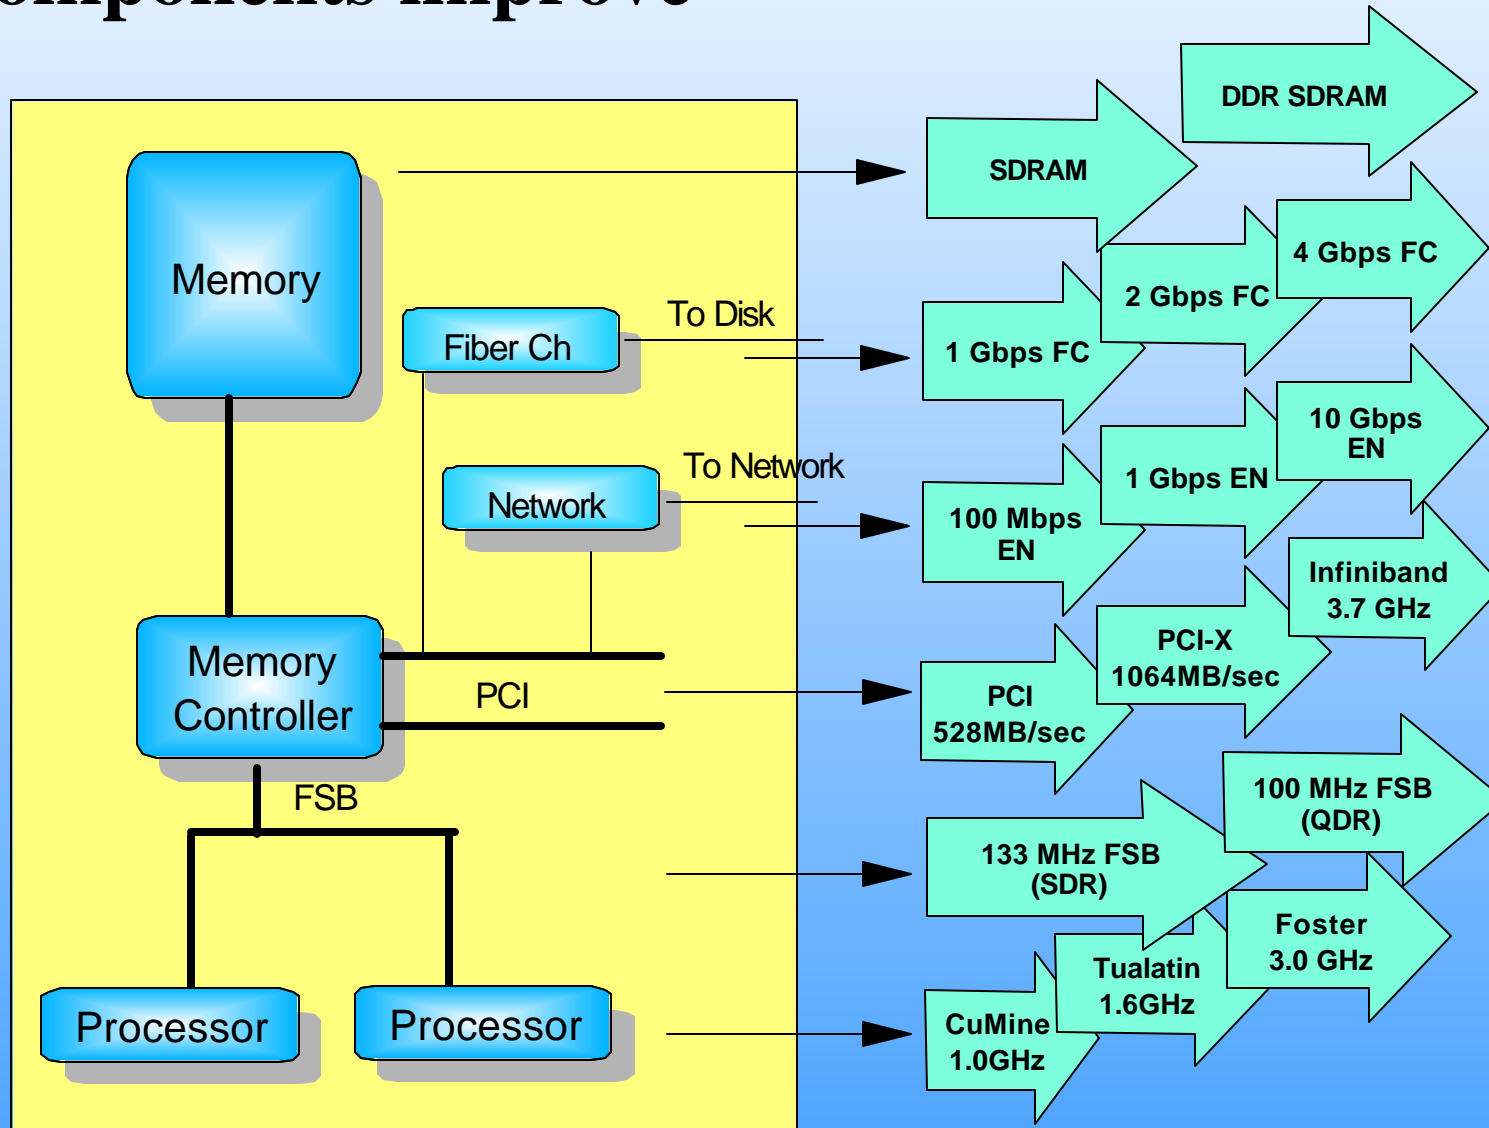 improve
DDR SDRAM
SDRAM
Memory
4 Gbps FC
2 Gbps FC
To Disk
Fiber Ch
1 Gbps FC
10 Gbps
EN
To Network
1 Gbps EN
Network
100 Mbps
EN
Infiniband
3.7 GHz
Memory
Controller
PCI
PCI-X
1064MB/sec
PCI
528MB/sec
FSB
100 MHz FSB
(QDR)
133 MHz FSB
(SDR)
Foster
3.0 GHz
Tualatin
1.6GHz
Processor
Processor
CuMine
1.0GHz